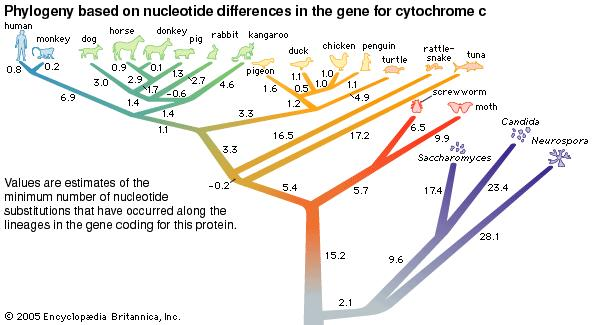 Phylogeny based on nucleotide differences in the gene for cytochrome c
human
monkey
dog
horse
donkey
pig
rabbit
kangaroo
pigeon
duck
chicken
penguin
turtle
rattle-
snake
tuna
screwworm
moth
Candida
Neurospora
Saccharomyces
0.8
0.2
3.0
0.9
0.1
2.9
1.3
2.7
1.7
-0.6
4.6
1.4
1.4
6.9
1.1
1.6
1.1
1.0
1.0
0.5
1.1
1.2
4.9
3.3
3.3
16.5
17.2
-0.2
5.4
6.5
9.9
5.7
17.4
23.4
28.1
9.6
15.2
2.1
Values are estimates of the
minimum number of nucleotide
substitutions that have occurred along the
lineages in the gene coding for this protein.
© 2005 Encyclopædia Britannica, Inc.